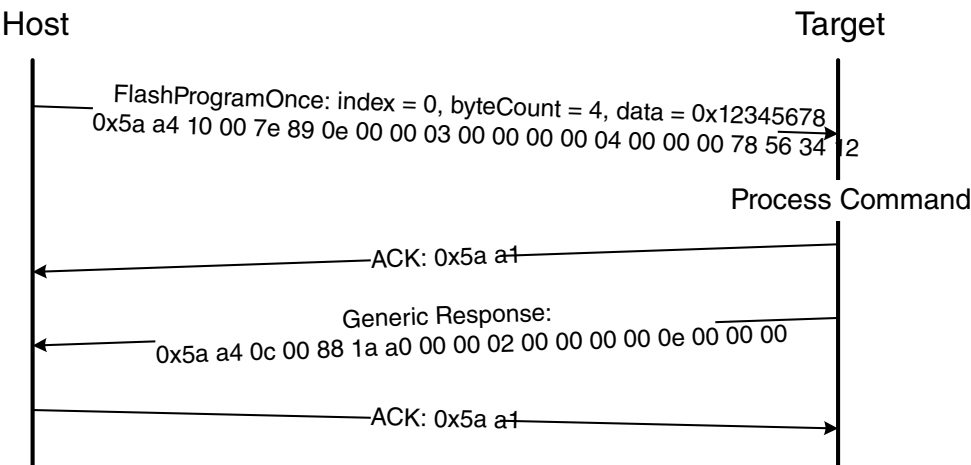 Host
Target
FlashProgramOnce: index = 0, byteCount = 4, data = 0x12345678
0x5a a4 10 00 7e 89 0e 00 00 03 00 00 00 00 04 00 00 00 78 56 34 12
Process Command
ACK: 0x5a a1
Generic Response:
0x5a a4 0c 00 88 1a a0 00 00 02 00 00 00 00 0e 00 00 00
ACK: 0x5a a1